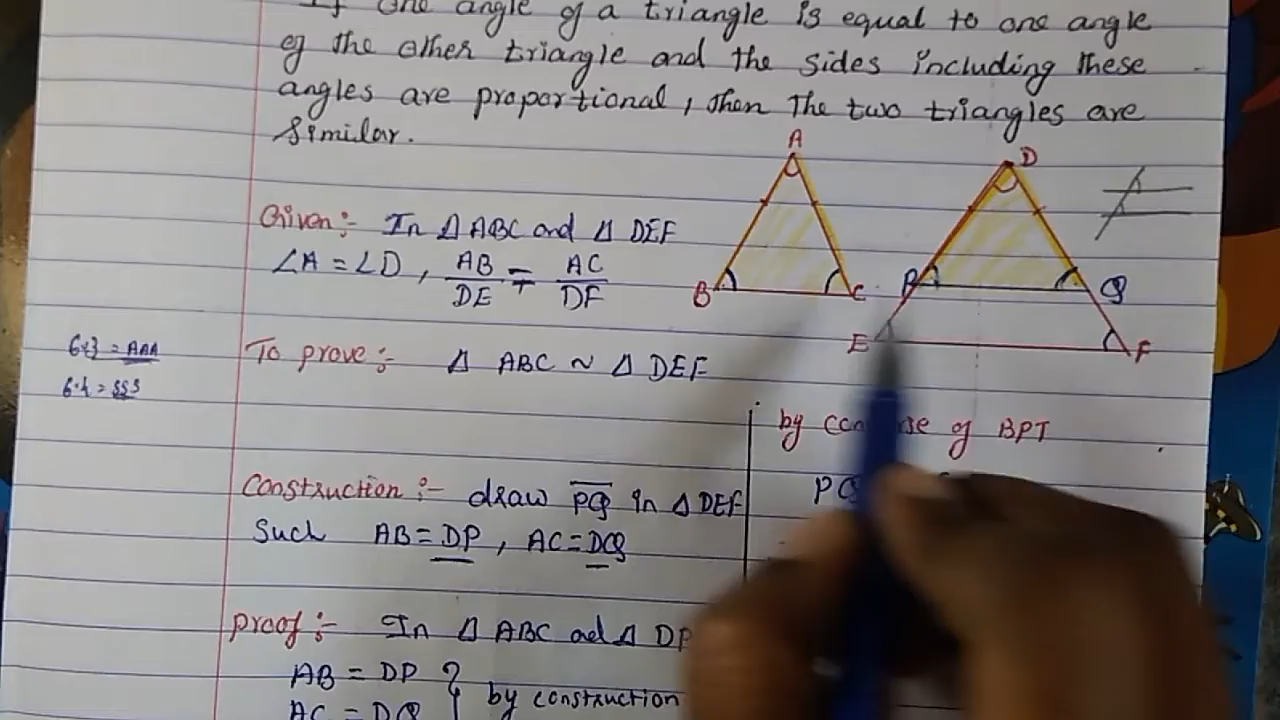 If one angle of a triangle is equal to one angle
of the other triangle and the sides including these
angles are proportional, then the two triangles are
similar.
A
D
Given:- In Δ ABC and Δ DEF
∠A = ∠D, AB/DE = AC/DF
B
C
P
Q
E
F
6.3 = AAA
6.4 = SSS
To prove:- Δ ABC ~ Δ DEF
by of BPT
Construction:- draw PQ in Δ DEF
PQ
Such AB = DP, AC = DQ
Proof:- In Δ ABC and Δ DP
AB = DP
AC = DQ
by construction